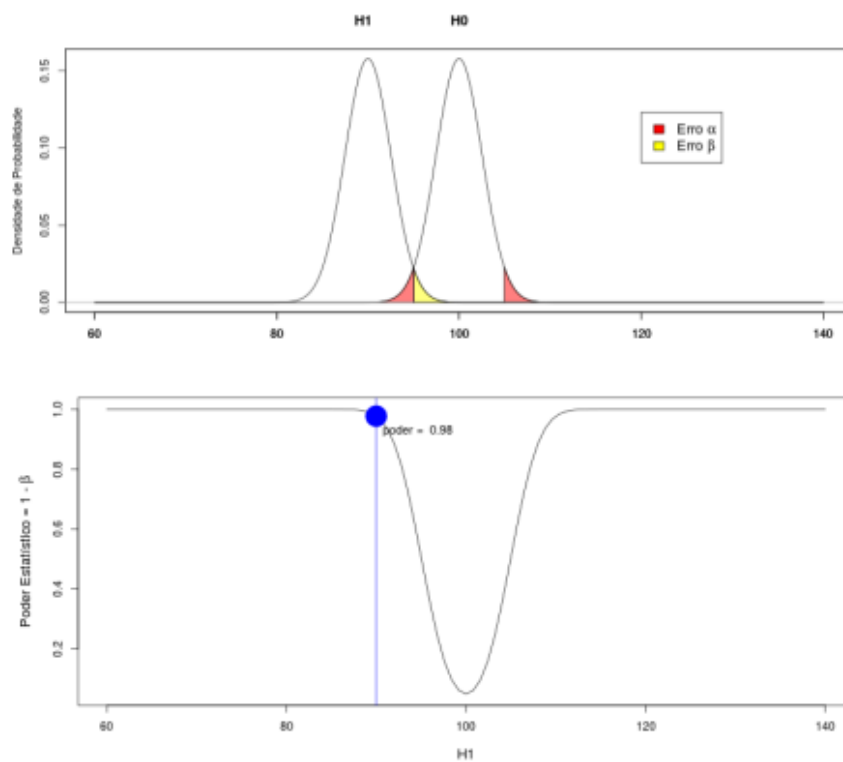 H1 H0
Densidade de Probabilidade
0.15
0.10
0.05
0.00
Erro α
Erro β
60 80 100 120 140
Poder Estatístico = 1 - β
1.0
0.8
0.6
0.4
0.2
poder = 0.98
60 80 100 120 140
H1